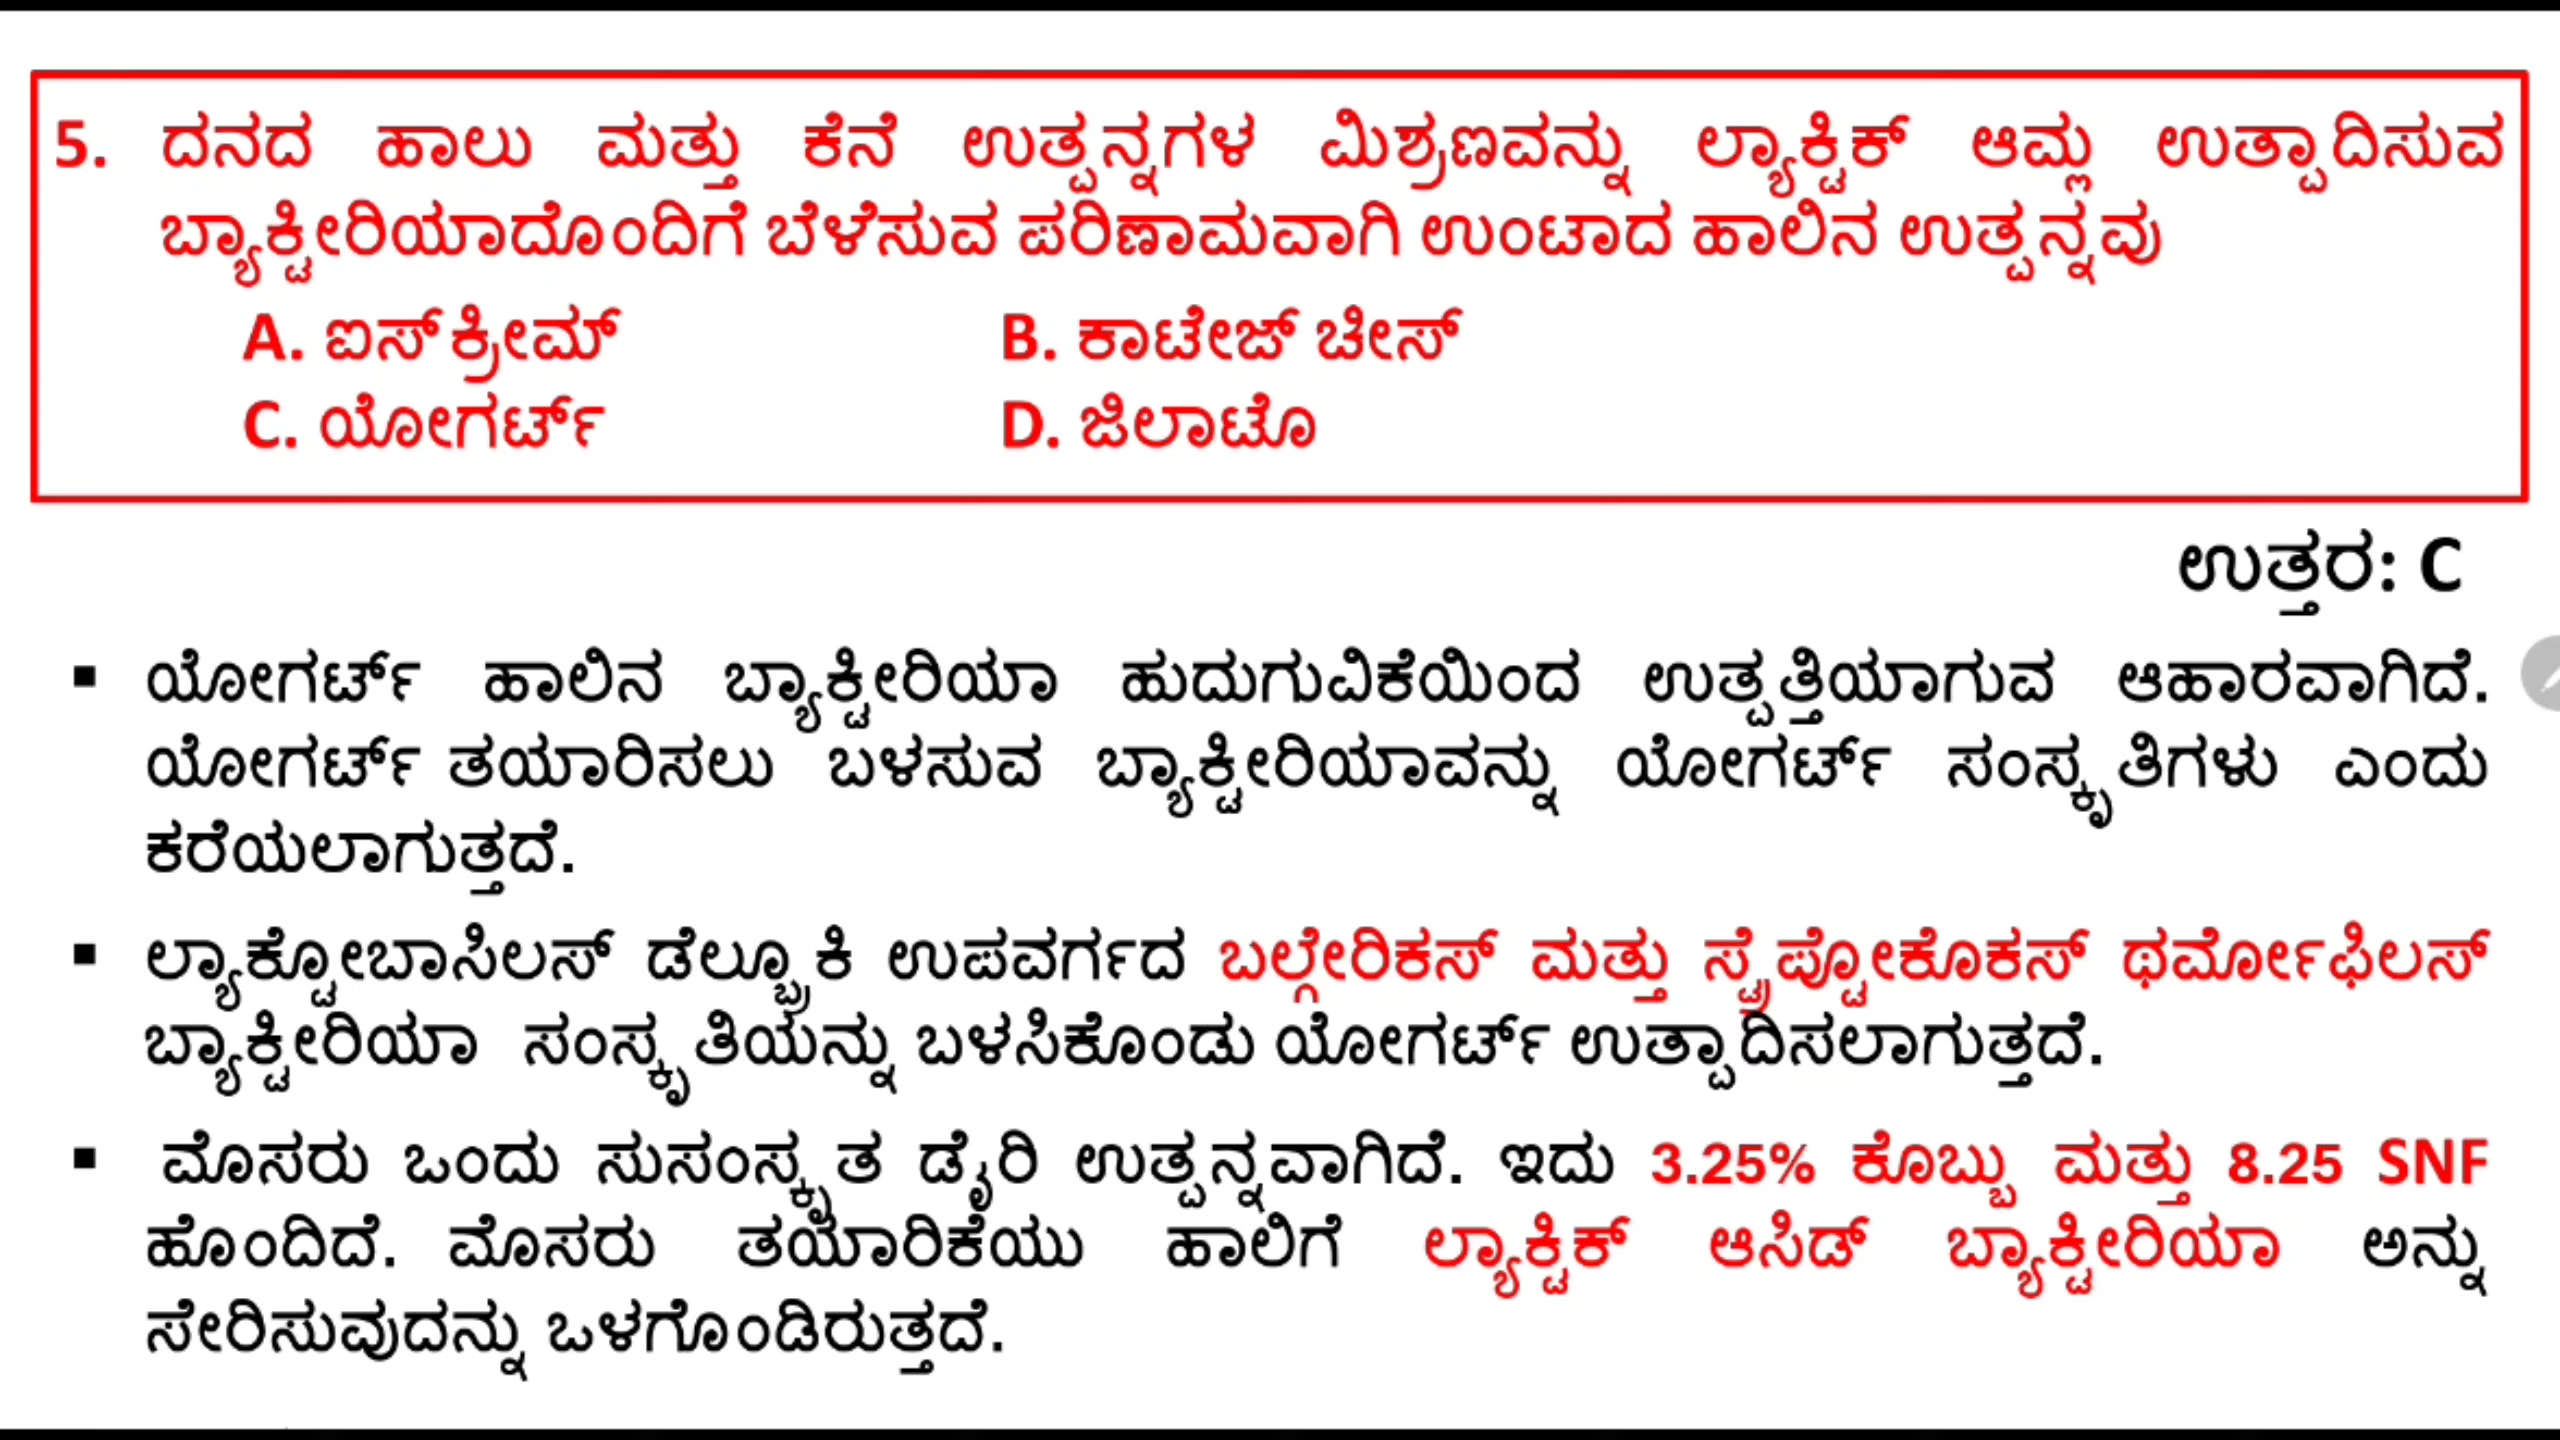 5. ದನದ ಹಾಲು ಮತ್ತು ಕೆನೆ ಉತ್ಪನ್ನಗಳ ಮಿಶ್ರಣವನ್ನು ಲ್ಯಾಕ್ಟಿಕ್ ಆಮ್ಲ ಉತ್ಪಾದಿಸುವ
ಬ್ಯಾಕ್ಟೀರಿಯಾದೊಂದಿಗೆ ಬೆಳೆಸುವ ಪರಿಣಾಮವಾಗಿ ಉಂಟಾದ ಹಾಲಿನ ಉತ್ಪನ್ನವು
A. ಐಸ್‌ಕ್ರೀಮ್ B. ಕಾಟೇಜ್ ಚೀಸ್
C. ಯೋಗರ್ಟ್ D. ಜಿಲಾಟೊ
ಉತ್ತರ: C
▪ ಯೋಗರ್ಟ್ ಹಾಲಿನ ಬ್ಯಾಕ್ಟೀರಿಯಾ ಹುದುಗುವಿಕೆಯಿಂದ ಉತ್ಪತ್ತಿಯಾಗುವ ಆಹಾರವಾಗಿದೆ.
ಯೋಗರ್ಟ್ ತಯಾರಿಸಲು ಬಳಸುವ ಬ್ಯಾಕ್ಟೀರಿಯಾವನ್ನು ಯೋಗರ್ಟ್ ಸಂಸ್ಕೃತಿಗಳು ಎಂದು
ಕರೆಯಲಾಗುತ್ತದೆ.
▪ ಲ್ಯಾಕ್ಟೋಬಾಸಿಲಸ್ ಡೆಲ್ಬ್ರೂಕಿ ಉಪವರ್ಗದ ಬಲ್ಗೇರಿಕಸ್ ಮತ್ತು ಸ್ಟ್ರೆಪ್ಟೋಕೊಕಸ್ ಥರ್ಮೋಫಿಲಸ್
ಬ್ಯಾಕ್ಟೀರಿಯಾ ಸಂಸ್ಕೃತಿಯನ್ನು ಬಳಸಿಕೊಂಡು ಯೋಗರ್ಟ್ ಉತ್ಪಾದಿಸಲಾಗುತ್ತದೆ.
▪ ಮೊಸರು ಒಂದು ಸುಸಂಸ್ಕೃತ ಡೈರಿ ಉತ್ಪನ್ನವಾಗಿದೆ. ಇದು 3.25% ಕೊಬ್ಬು ಮತ್ತು 8.25 SNF
ಹೊಂದಿದೆ. ಮೊಸರು ತಯಾರಿಕೆಯು ಹಾಲಿಗೆ ಲ್ಯಾಕ್ಟಿಕ್ ಆಸಿಡ್ ಬ್ಯಾಕ್ಟೀರಿಯಾ ಅನ್ನು
ಸೇರಿಸುವುದನ್ನು ಒಳಗೊಂಡಿರುತ್ತದೆ.